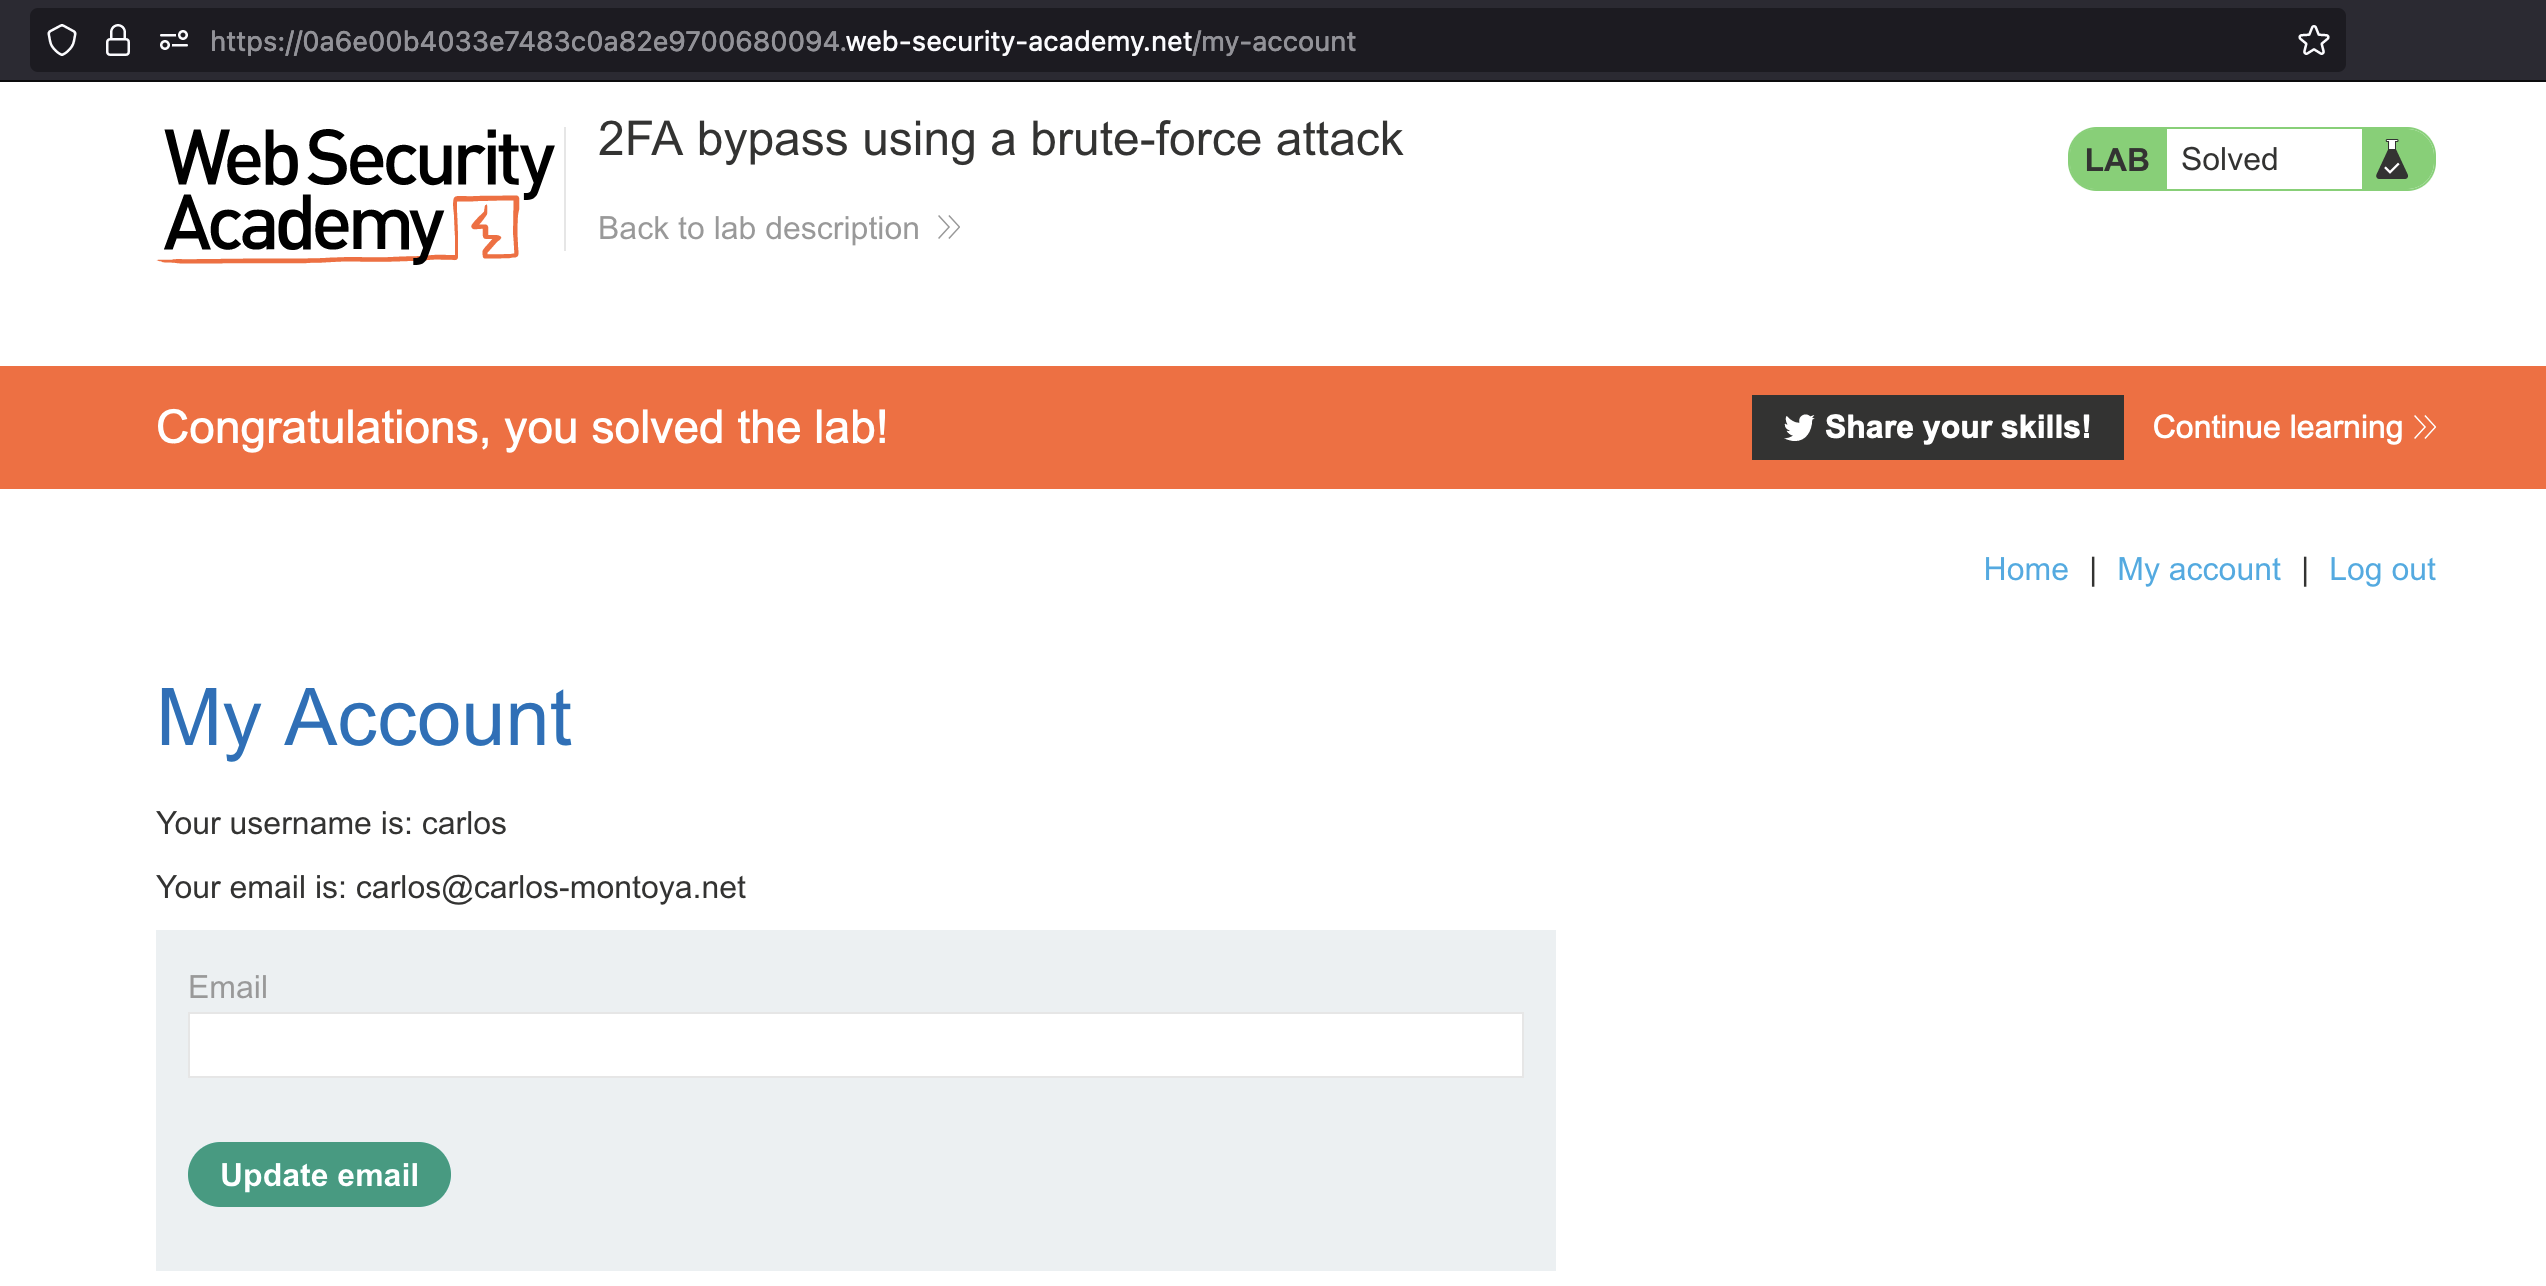 https://0a6e00b4033e7483c0a82e9700680094.web-security-academy.net/my-account
Web Security
Academy
2FA bypass using a brute-force attack
Back to lab description
LAB Solved
Congratulations, you solved the lab!
Share your skills!
Continue learning
Home | My account | Log out
My Account
Your username is: carlos
Your email is: carlos@carlos-montoya.net
Email
Update email